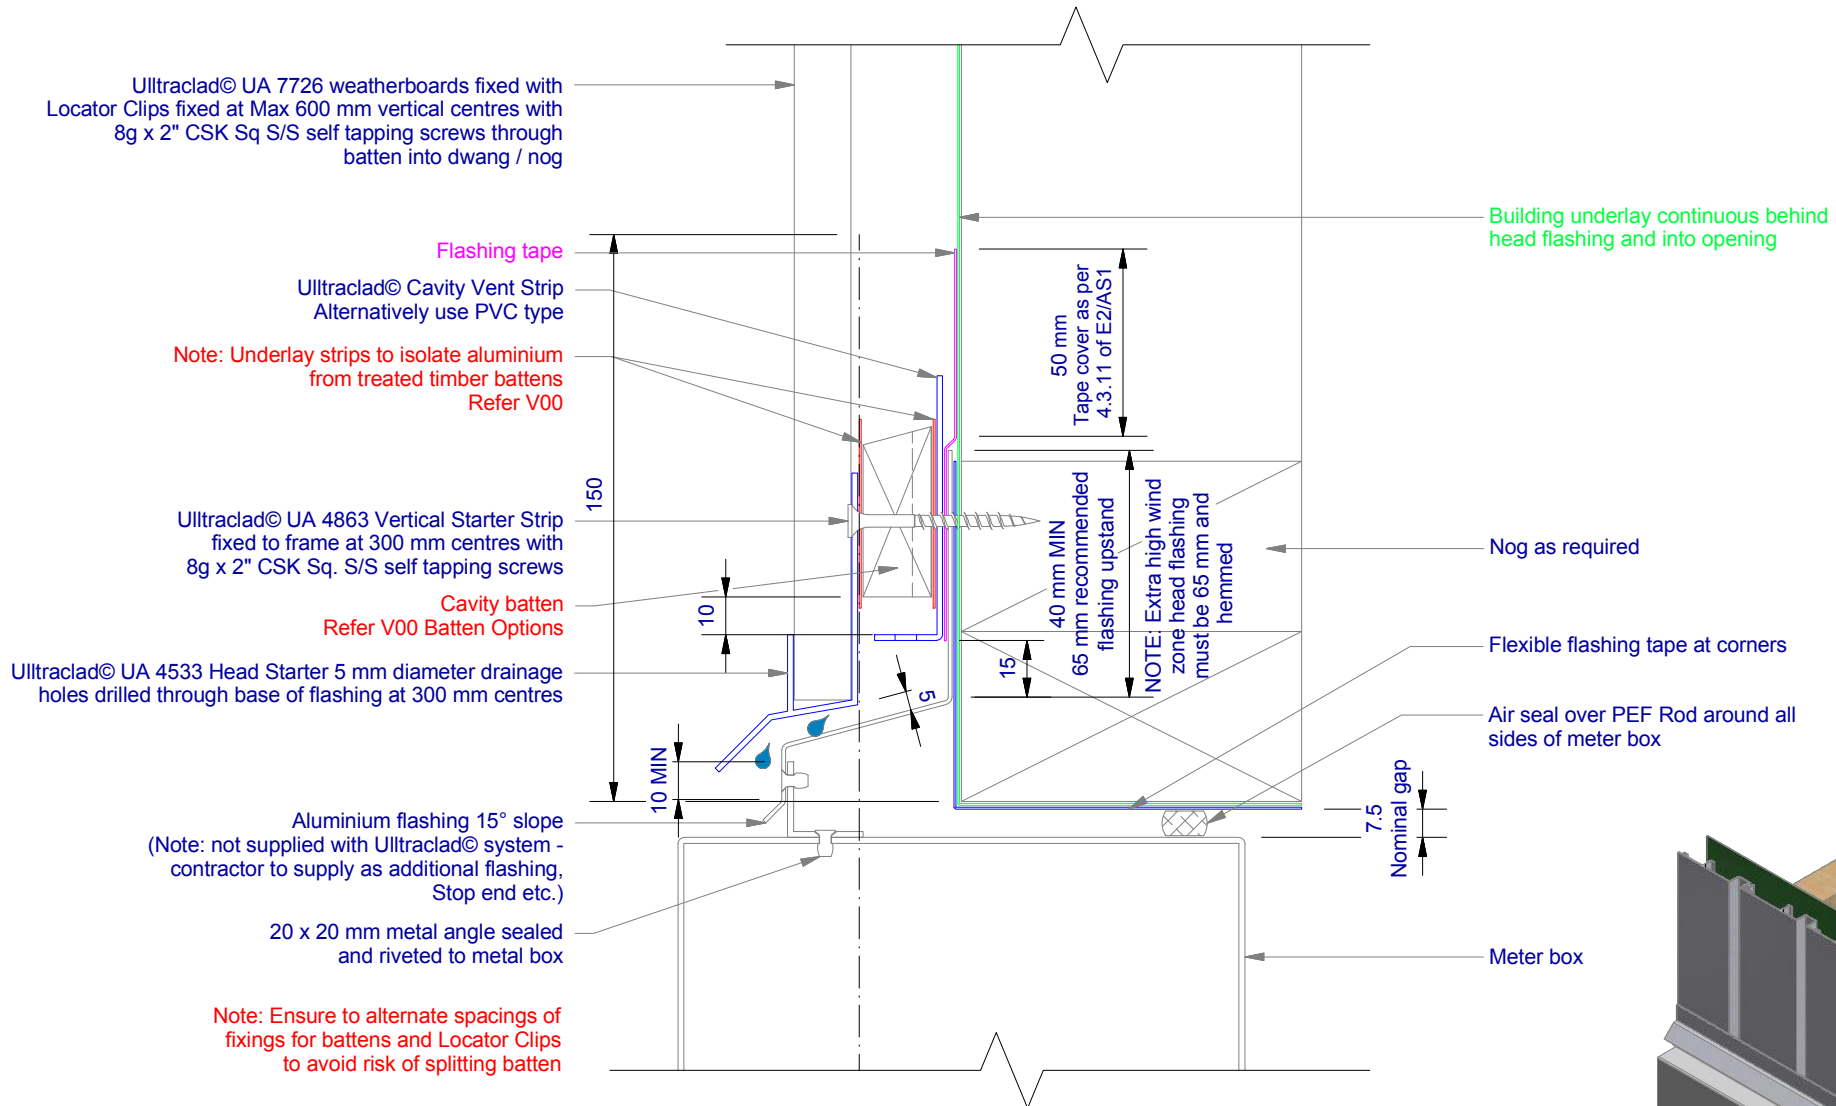 Ulltraclad© UA 7726 weatherboards fixed with
Locator Clips fixed at Max 600 mm vertical centres with
8g x 2" CSK Sq S/S self tapping screws through
batten into dwang / nog
Flashing tape
Ulltraclad© Cavity Vent Strip
Alternatively use PVC type
Note: Underlay strips to isolate aluminium
from treated timber battens
Refer V00
Ulltraclad© UA 4863 Vertical Starter Strip
fixed to frame at 300 mm centres with
8g x 2" CSK Sq. S/S self tapping screws
Cavity batten
Refer V00 Batten Options
Ulltraclad© UA 4533 Head Starter 5 mm diameter drainage
holes drilled through base of flashing at 300 mm centres
Aluminium flashing 15° slope
(Note: not supplied with Ulltraclad© system -
contractor to supply as additional flashing,
Stop end etc.)
20 x 20 mm metal angle sealed
and riveted to metal box
Note: Ensure to alternate spacings of
fixings for battens and Locator Clips
to avoid risk of splitting batten
150
10
10 MIN
5
15
50 mm
Tape cover as per
4.3.11 of E2/AS1
40 mm MIN
65 mm recommended
flashing upstand
NOTE: Extra high wind
zone head flashing
must be 65 mm and
hemmed
7.5
Nominal gap
Building underlay continuous behind
head flashing and into opening
Nog as required
Flexible flashing tape at corners
Air seal over PEF Rod around all
sides of meter box
Meter box